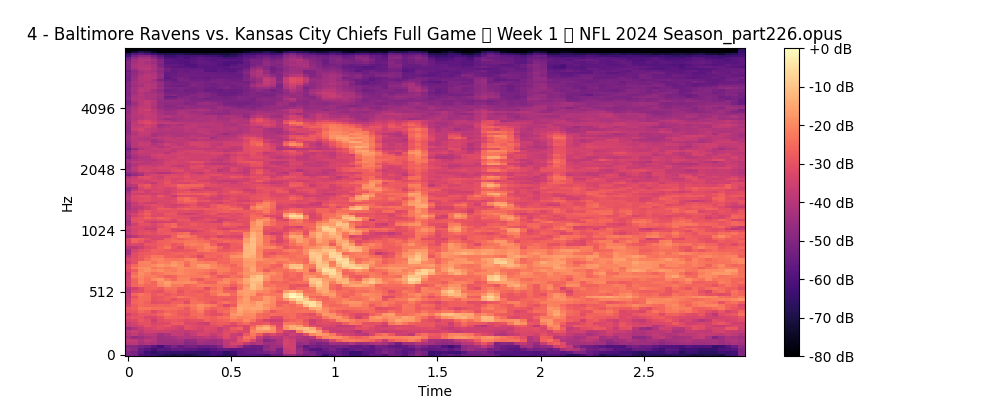 4 - Baltimore Ravens vs. Kansas City Chiefs Full Game ▯ Week 1 ▯ NFL 2024 Season_part226.opus
+0 dB
-10 dB
-20 dB
-30 dB
-40 dB
-50 dB
-60 dB
-70 dB
-80 dB
4096
2048
1024
512
0
Hz
0 0.5 1 1.5 2 2.5
Time